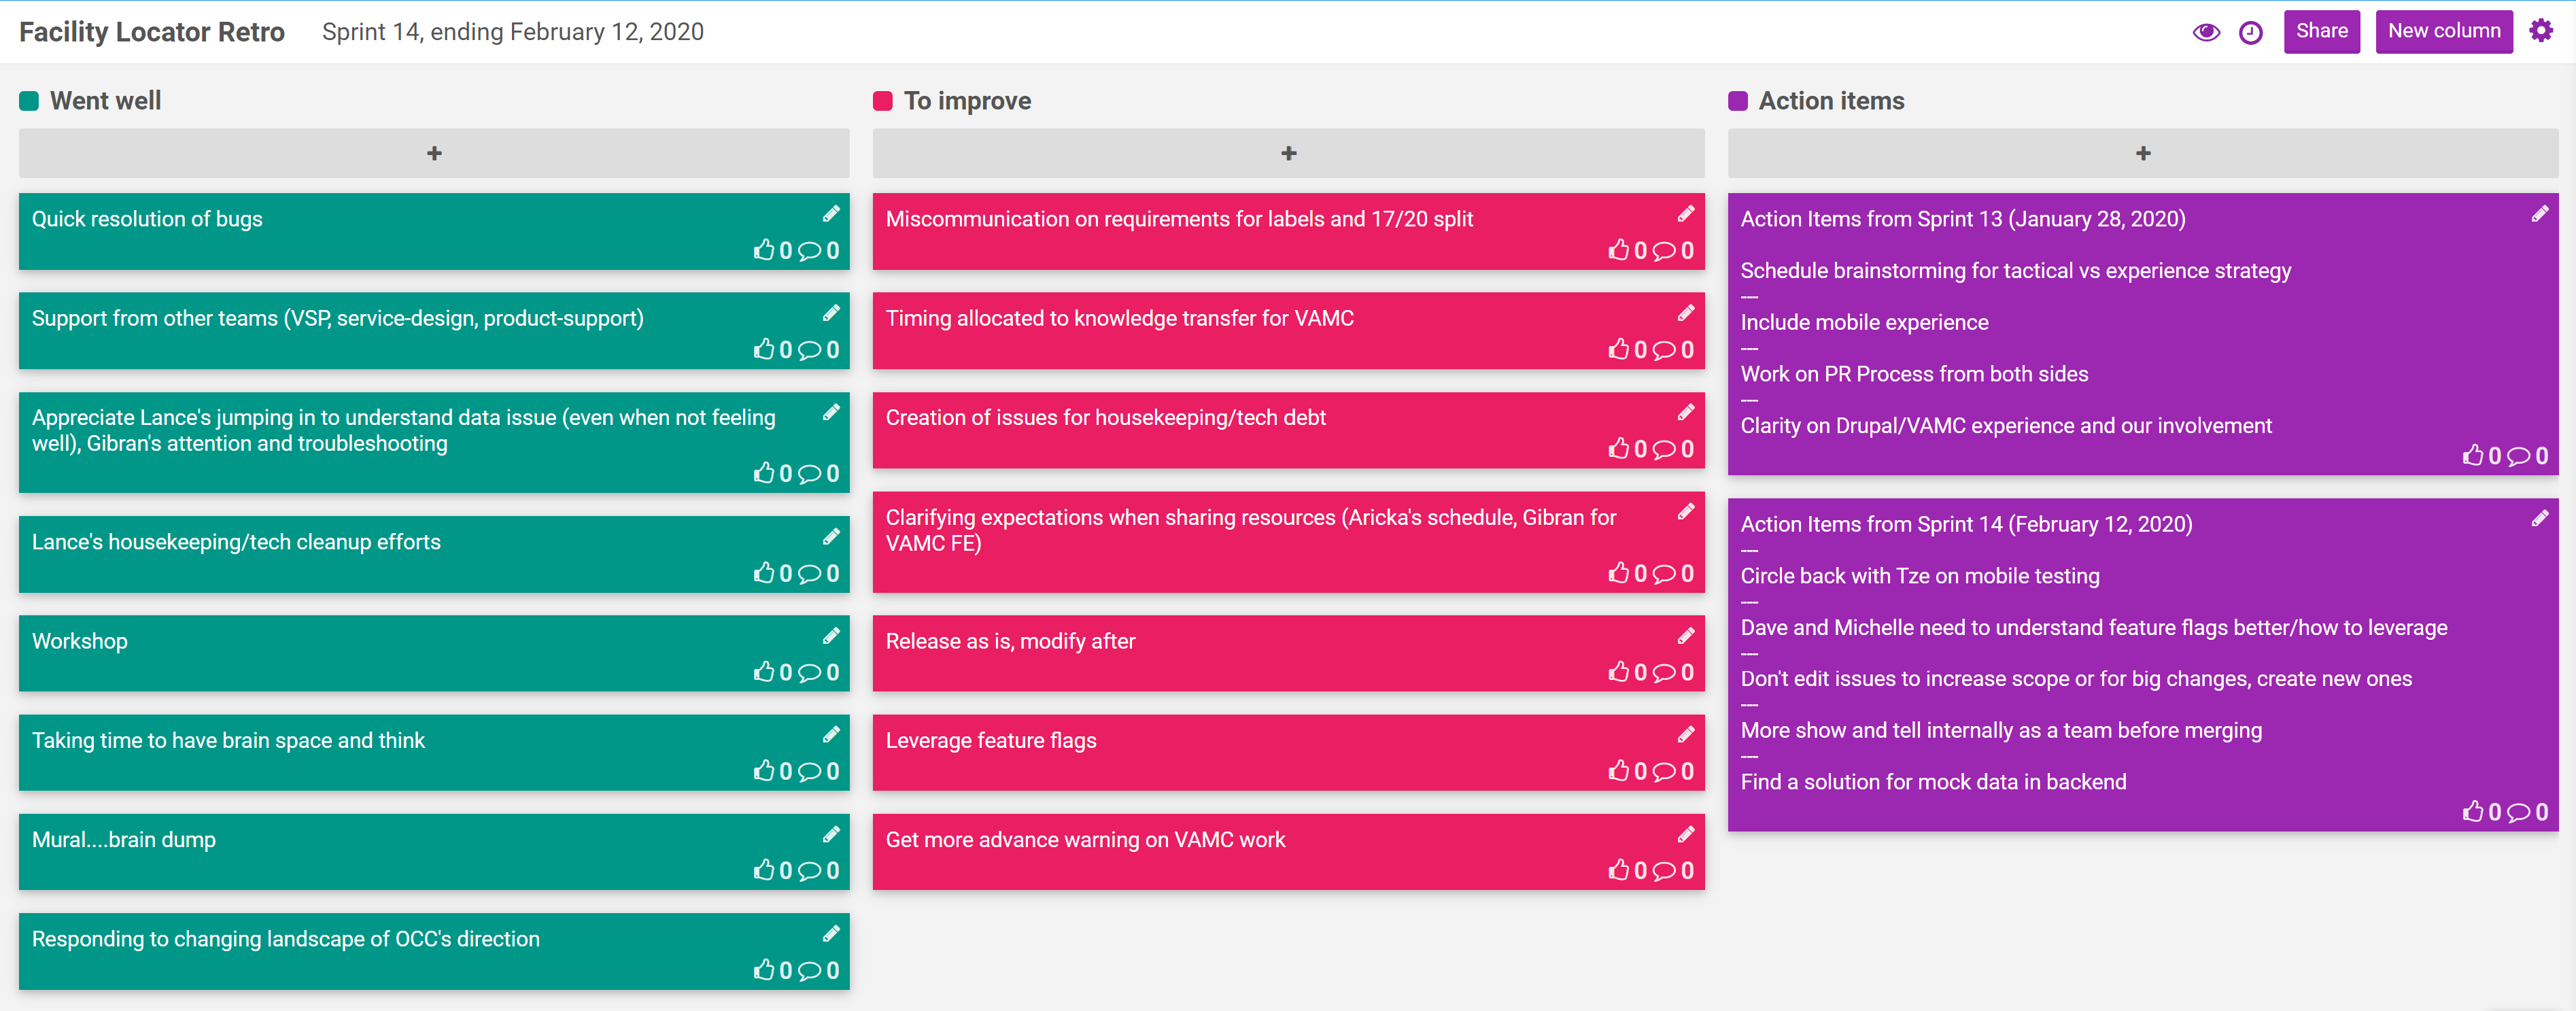 Facility Locator Retro
Sprint 14, ending February 12, 2020
Share
New column
Went well
+
Quick resolution of bugs
0 0
Support from other teams (VSP, service-design, product-support)
0 0
Appreciate Lance's jumping in to understand data issue (even when not feeling
well), Gibran's attention and troubleshooting
0 0
Lance's housekeeping/tech cleanup efforts
0 0
Workshop
0 0
Taking time to have brain space and think
0 0
Mural....brain dump
0 0
Responding to changing landscape of OCC's direction
0 0
To improve
+
Miscommunication on requirements for labels and 17/20 split
0 0
Timing allocated to knowledge transfer for VAMC
0 0
Creation of issues for housekeeping/tech debt
0 0
Clarifying expectations when sharing resources (Aricka's schedule, Gibran for
VAMC FE)
0 0
Release as is, modify after
0 0
Leverage feature flags
0 0
Get more advance warning on VAMC work
0 0
Action items
+
Action Items from Sprint 13 (January 28, 2020)
Schedule brainstorming for tactical vs experience strategy
---
Include mobile experience
---
Work on PR Process from both sides
---
Clarity on Drupal/VAMC experience and our involvement
0 0
Action Items from Sprint 14 (February 12, 2020)
---
Circle back with Tze on mobile testing
---
Dave and Michelle need to understand feature flags better/how to leverage
---
Don't edit issues to increase scope or for big changes, create new ones
---
More show and tell internally as a team before merging
---
Find a solution for mock data in backend
0 0